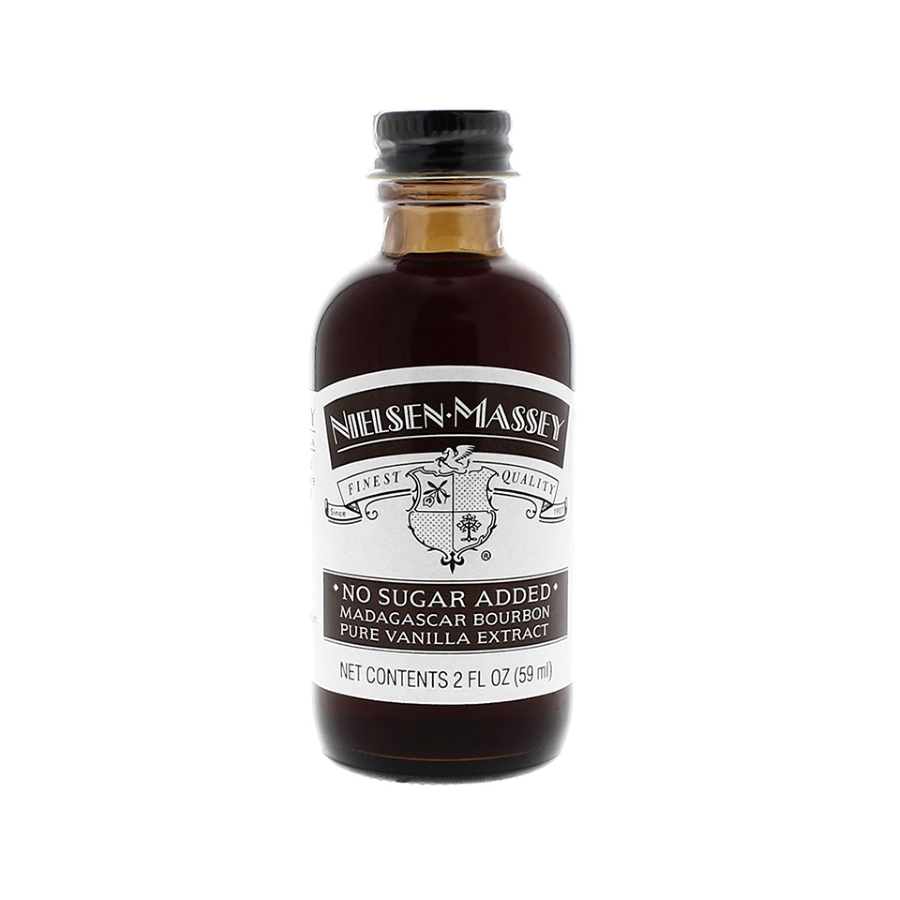 NIELSEN·MASSEY
FINEST QUALITY
Since 1907
®
• NO SUGAR ADDED •
MADAGASCAR BOURBON
PURE VANILLA EXTRACT
NET CONTENTS 2 FL OZ (59 ml)